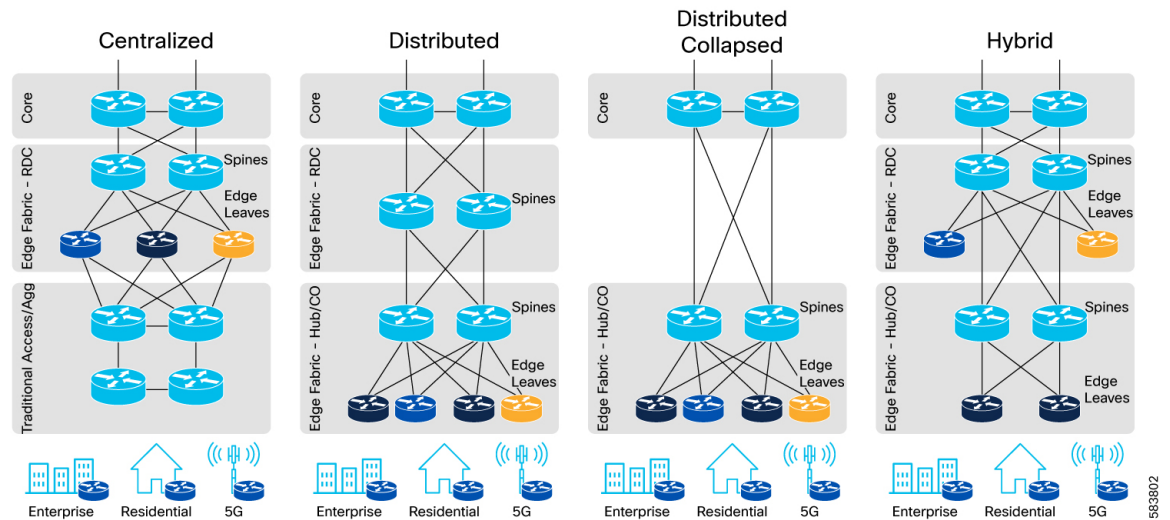 Centralized
Core
Edge Fabric - RDC
Spines
Edge
Leaves
Traditional Access/Agg
Enterprise
Residential
5G
Distributed
Core
Edge Fabric - RDC
Spines
Edge Fabric - Hub/CO
Spines
Edge
Leaves
Enterprise
Residential
5G
Distributed
Collapsed
Core
Edge Fabric - Hub/CO
Spines
Edge
Leaves
Enterprise
Residential
5G
Hybrid
Core
Edge Fabric - RDC
Spines
Edge
Leaves
Edge Fabric - Hub/CO
Spines
Edge
Leaves
Enterprise
Residential
5G
583802